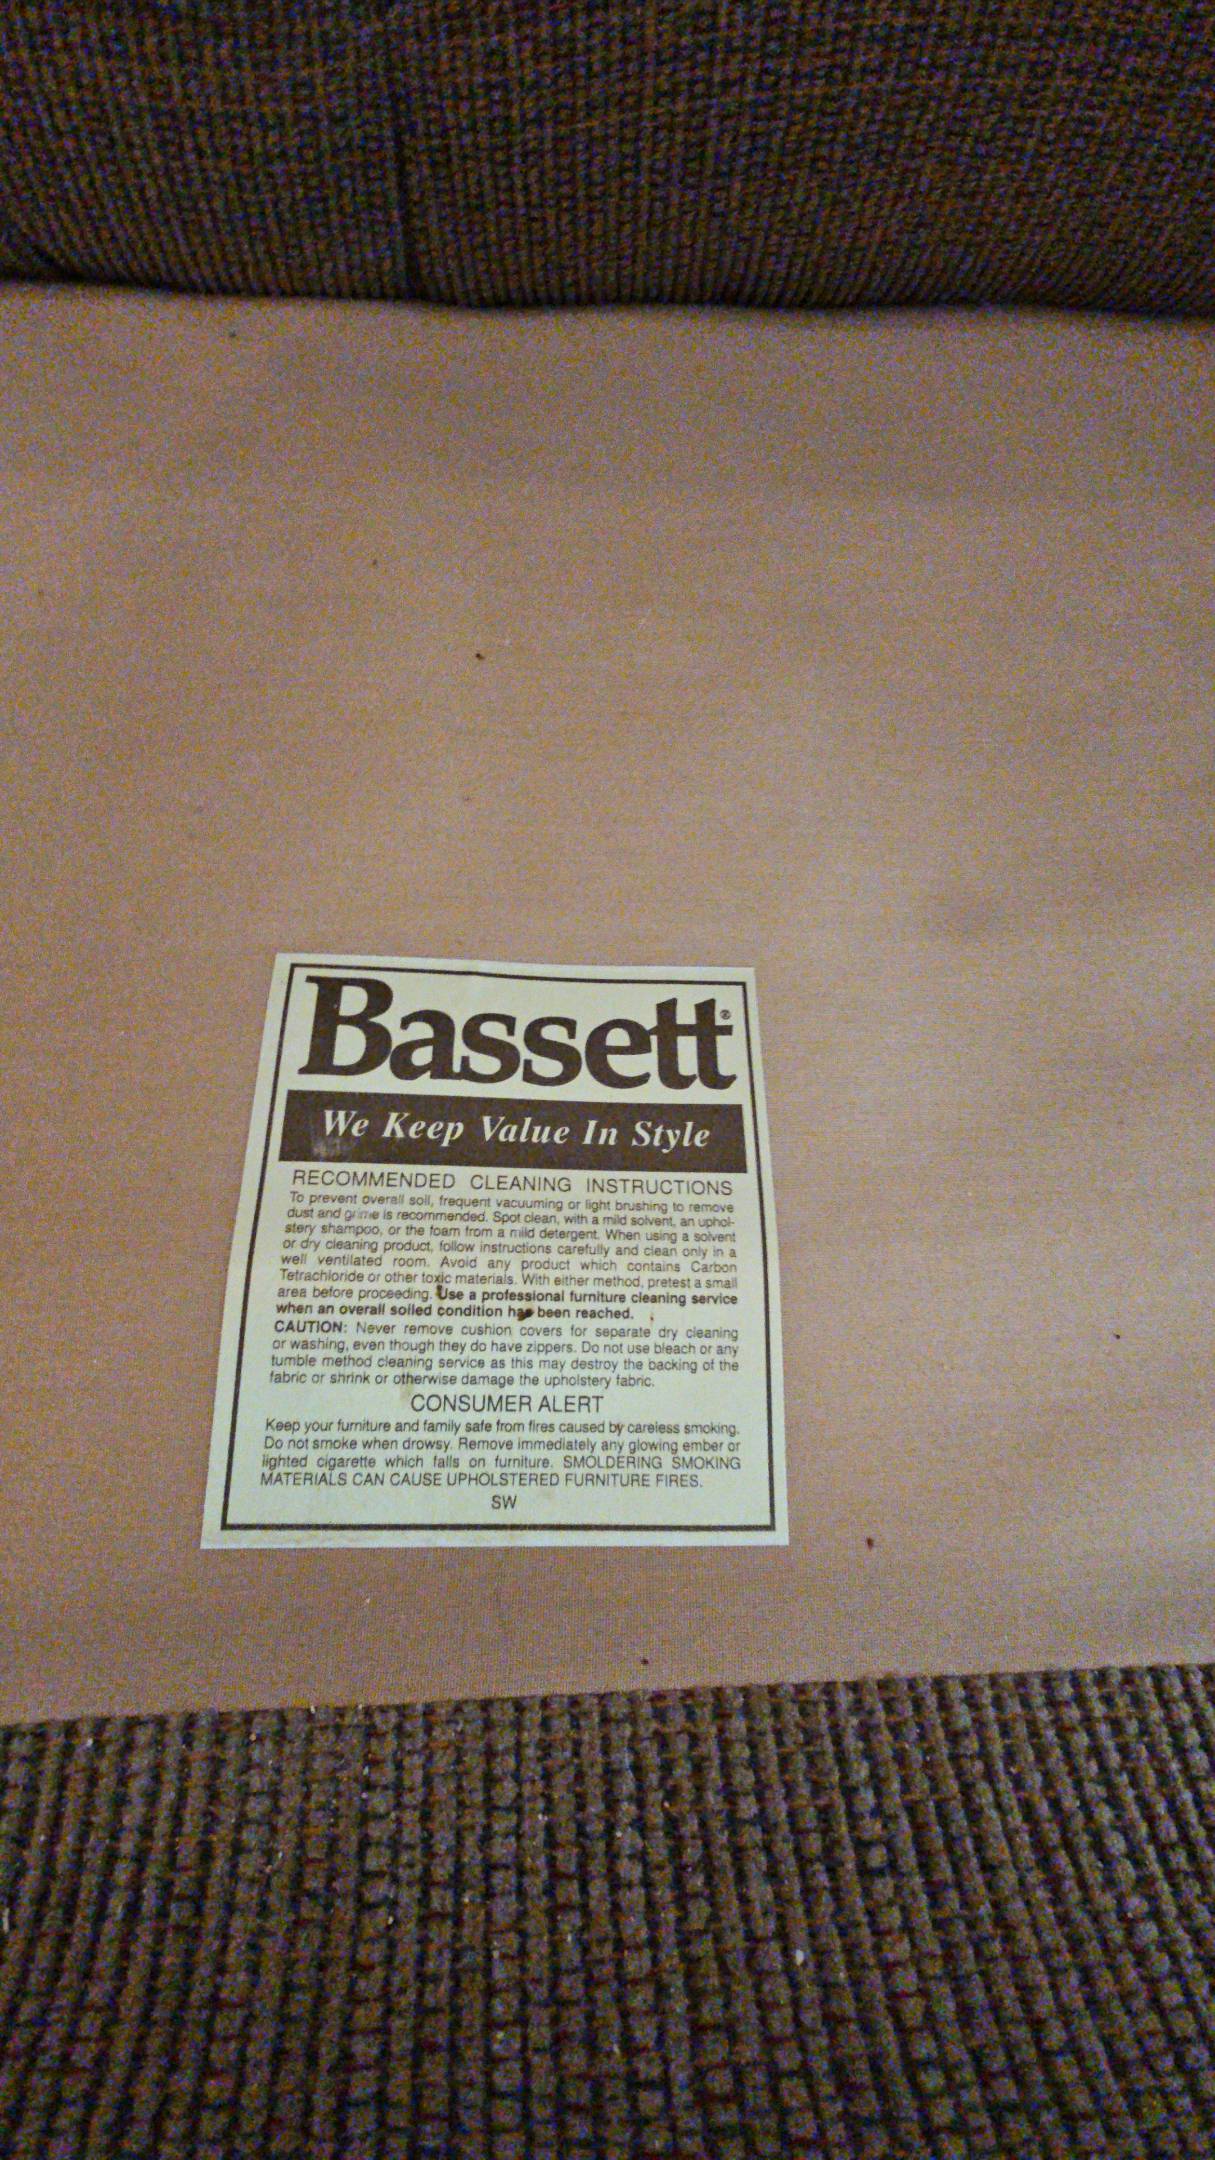 Bassett®
We Keep Value In Style
RECOMMENDED CLEANING INSTRUCTIONS
To prevent overall soil, frequent vacuuming or light brushing to remove
dust and grime is recommended. Spot clean, with a mild solvent, an uphol-
stery shampoo, or the foam from a mild detergent. When using a solvent
or dry cleaning product, follow instructions carefully and clean only in a
well ventilated room. Avoid any product which contains Carbon
Tetrachloride or other toxic materials. With either method, pretest a small
area before proceeding. Use a professional furniture cleaning service
when an overall soiled condition has been reached.
CAUTION: Never remove cushion covers for separate dry cleaning
or washing, even though they do have zippers. Do not use bleach or any
tumble method cleaning service as this may destroy the backing of the
fabric or shrink or otherwise damage the upholstery fabric.
CONSUMER ALERT
Keep your furniture and family safe from fires caused by careless smoking.
Do not smoke when drowsy. Remove immediately any glowing ember or
lighted cigarette which falls on furniture. SMOLDERING SMOKING
MATERIALS CAN CAUSE UPHOLSTERED FURNITURE FIRES.
SW